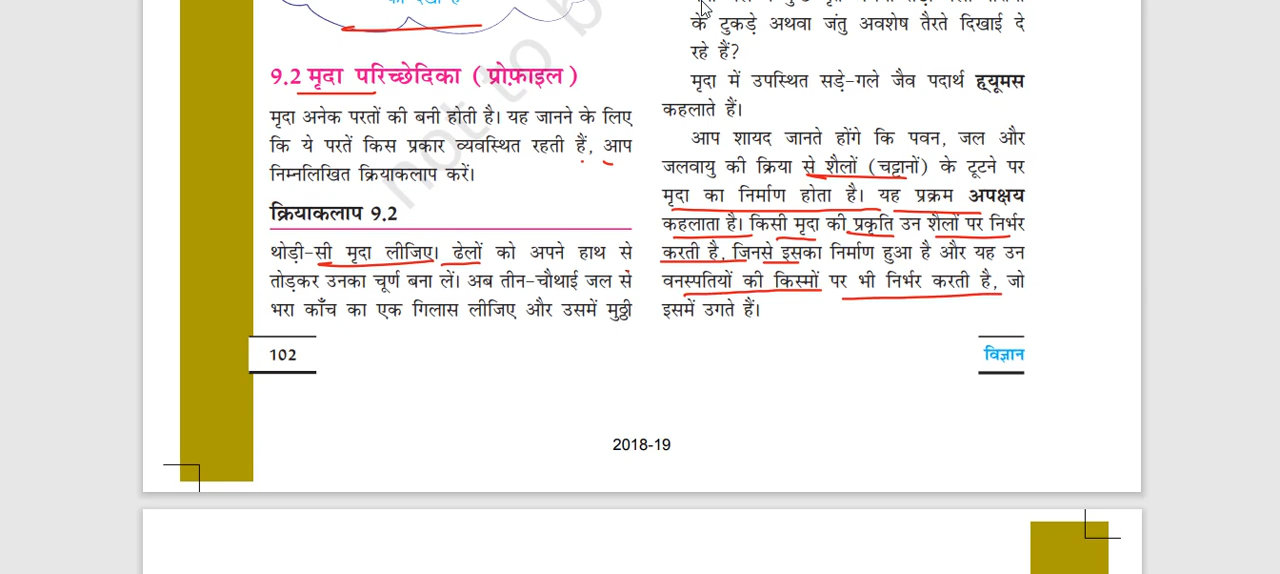 9.2 मृदा परिच्छेदिका (प्रोफ़ाइल)
मृदा अनेक परतों की बनी होती है। यह जानने के लिए
कि ये परतें किस प्रकार व्यवस्थित रहती हैं, आप
निम्नलिखित क्रियाकलाप करें।
क्रियाकलाप 9.2
थोड़ी-सी मृदा लीजिए। ढेलों को अपने हाथ से
तोड़कर उनका चूर्ण बना लें। अब तीन-चौथाई जल से
भरा काँच का एक गिलास लीजिए और उसमें मुठ्ठी
102
के टुकड़े अथवा जंतु अवशेष तैरते दिखाई दे
रहे हैं?
मृदा में उपस्थित सड़े-गले जैव पदार्थ ह्यूमस
कहलाते हैं।
आप शायद जानते होंगे कि पवन, जल और
जलवायु की क्रिया से शैलों (चट्टानों) के टूटने पर
मृदा का निर्माण होता है। यह प्रक्रम अपक्षय
कहलाता है। किसी मृदा की प्रकृति उन शैलों पर निर्भर
करती है, जिनसे इसका निर्माण हुआ है और यह उन
वनस्पतियों की किस्मों पर भी निर्भर करती है, जो
इसमें उगते हैं।
विज्ञान
2018-19
not to b